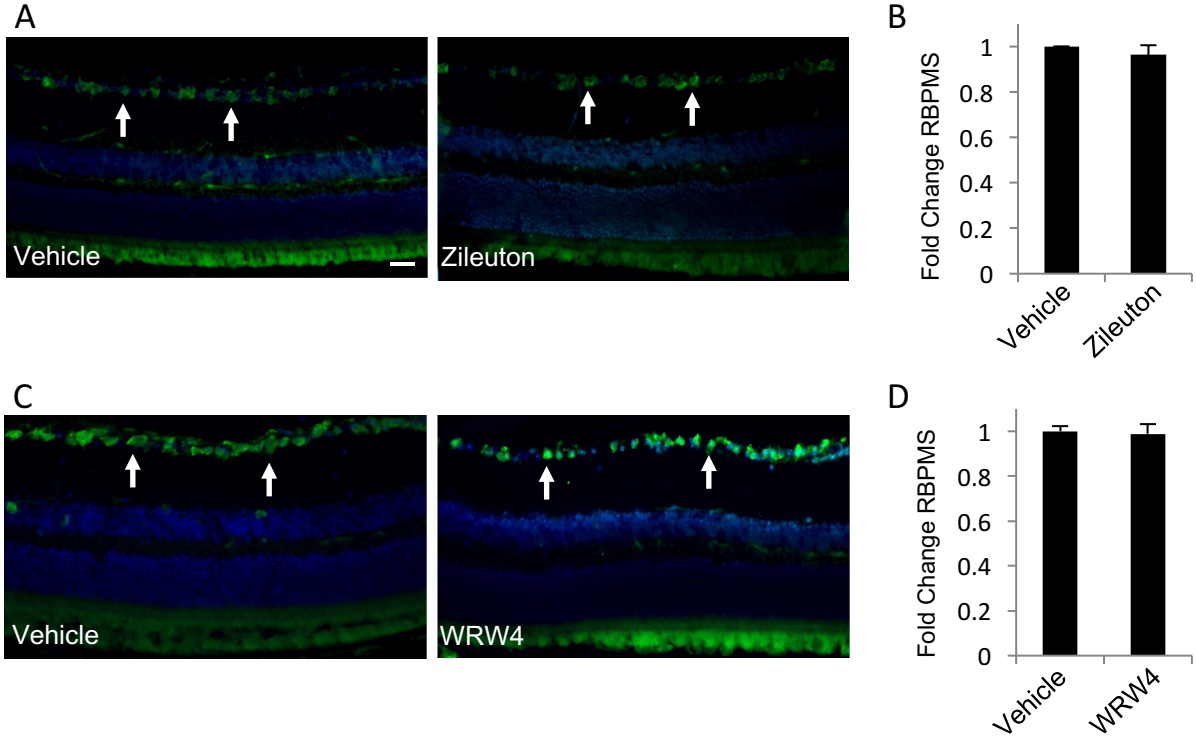 A
Vehicle
Zileuton
B
Fold Change RBPMS
1
0.8
0.6
0.4
0.2
0
Vehicle
Zileuton
C
Vehicle
WRW4
D
Fold Change RBPMS
1
0.8
0.6
0.4
0.2
0
Vehicle
WRW4